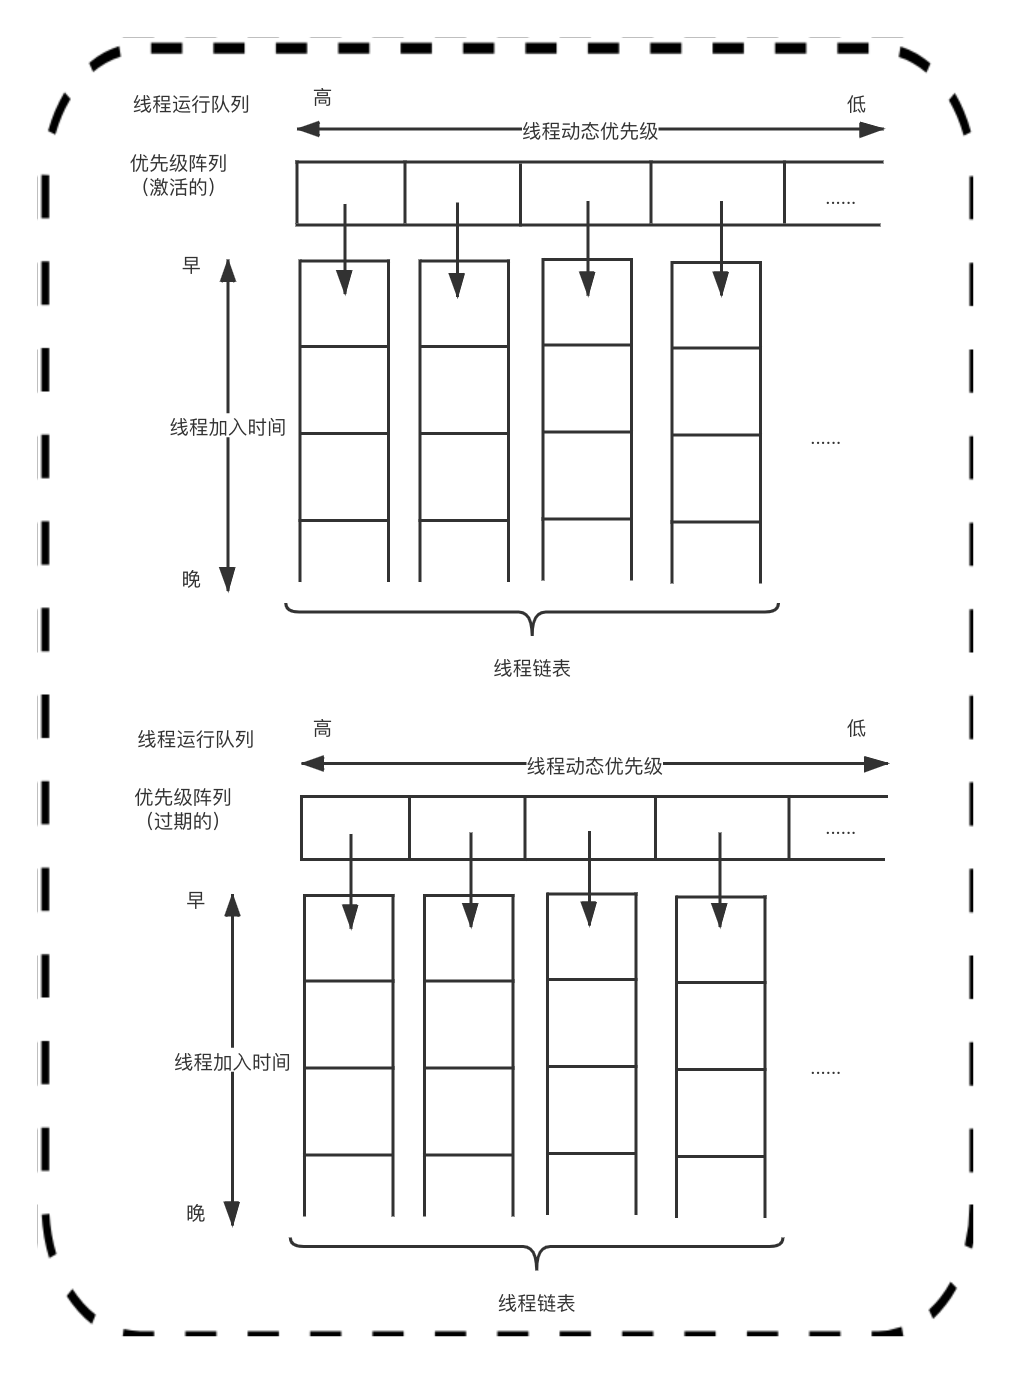 线程运行队列
高
低
线程动态优先级
优先级阵列
（激活的）
......
早
线程加入时间
......
晚
线程链表
线程运行队列
高
低
线程动态优先级
优先级阵列
（过期的）
......
早
线程加入时间
......
晚
线程链表